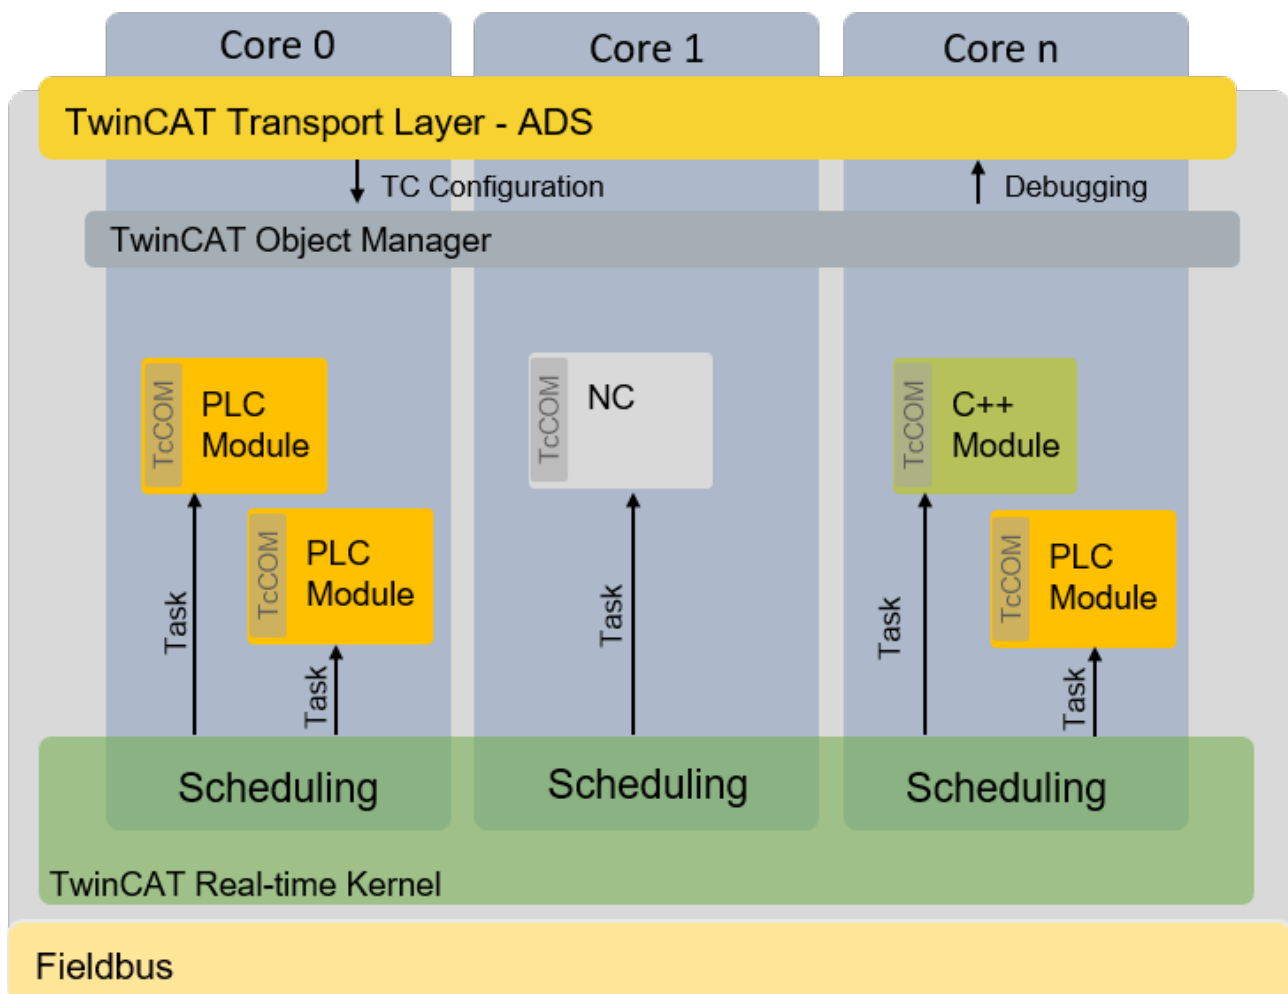 Core 0
Core 1
Core n
TwinCAT Transport Layer - ADS
TC Configuration
Debugging
TwinCAT Object Manager
TcCOM
PLC
Module
TcCOM
NC
TcCOM
C++
Module
TcCOM
PLC
Module
TcCOM
PLC
Module
Task
Task
Task
Task
Task
Scheduling
Scheduling
Scheduling
TwinCAT Real-time Kernel
Fieldbus